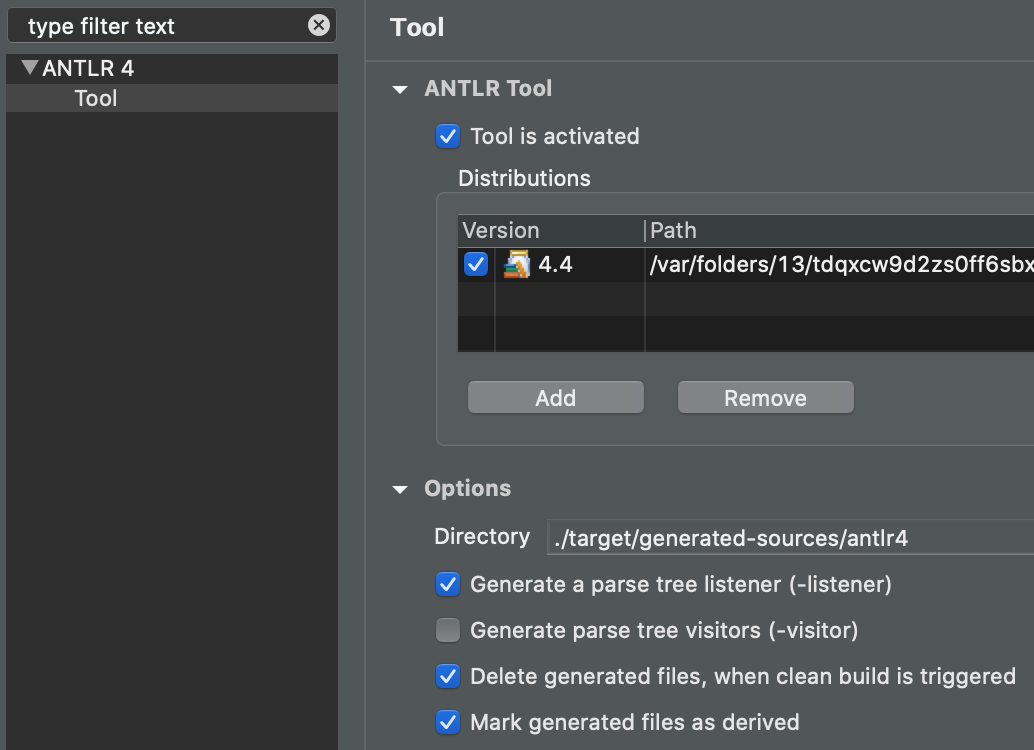 type filter text
ANTLR 4
Tool
Tool
ANTLR Tool
Tool is activated
Distributions
Version Path
4.4 /var/folders/13/tdqxcw9d2zs0ff6sbx
Add Remove
Options
Directory ./target/generated-sources/antlr4
Generate a parse tree listener (-listener)
Generate parse tree visitors (-visitor)
Delete generated files, when clean build is triggered
Mark generated files as derived